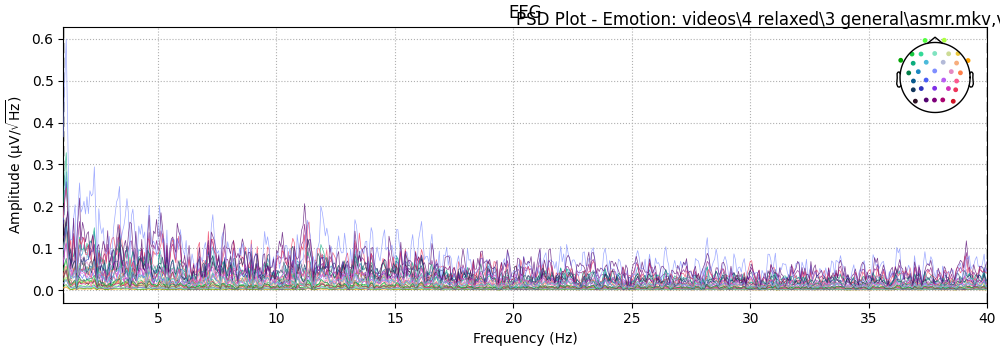 EEG
PSD Plot - Emotion: videos\4 relaxed\3 general\asmr.mkv,v
0.6
0.5
0.4
0.3
0.2
0.1
0.0
Amplitude (μV/√Hz)
5 10 15 20 25 30 35 40
Frequency (Hz)